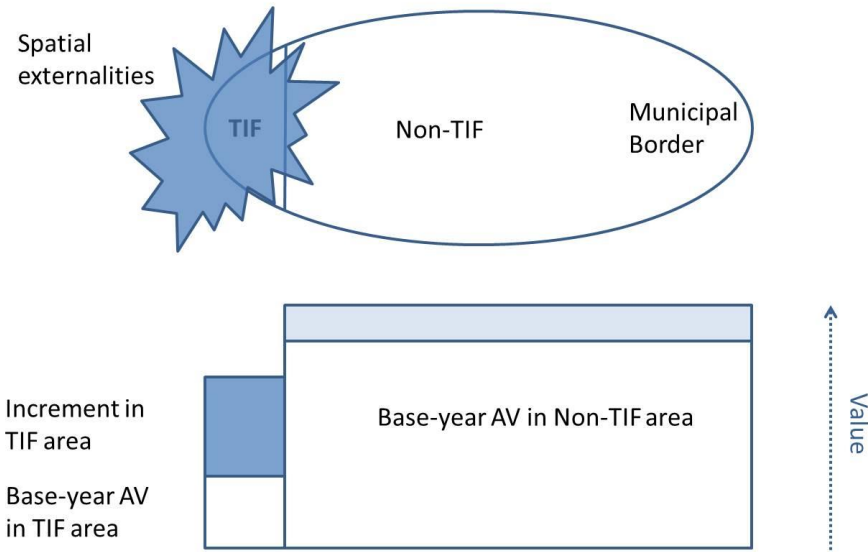 Spatial
externalities
TIF
Non-TIF
Municipal
Border
Increment in
TIF area
Base-year AV
in TIF area
Base-year AV in Non-TIF area
Value